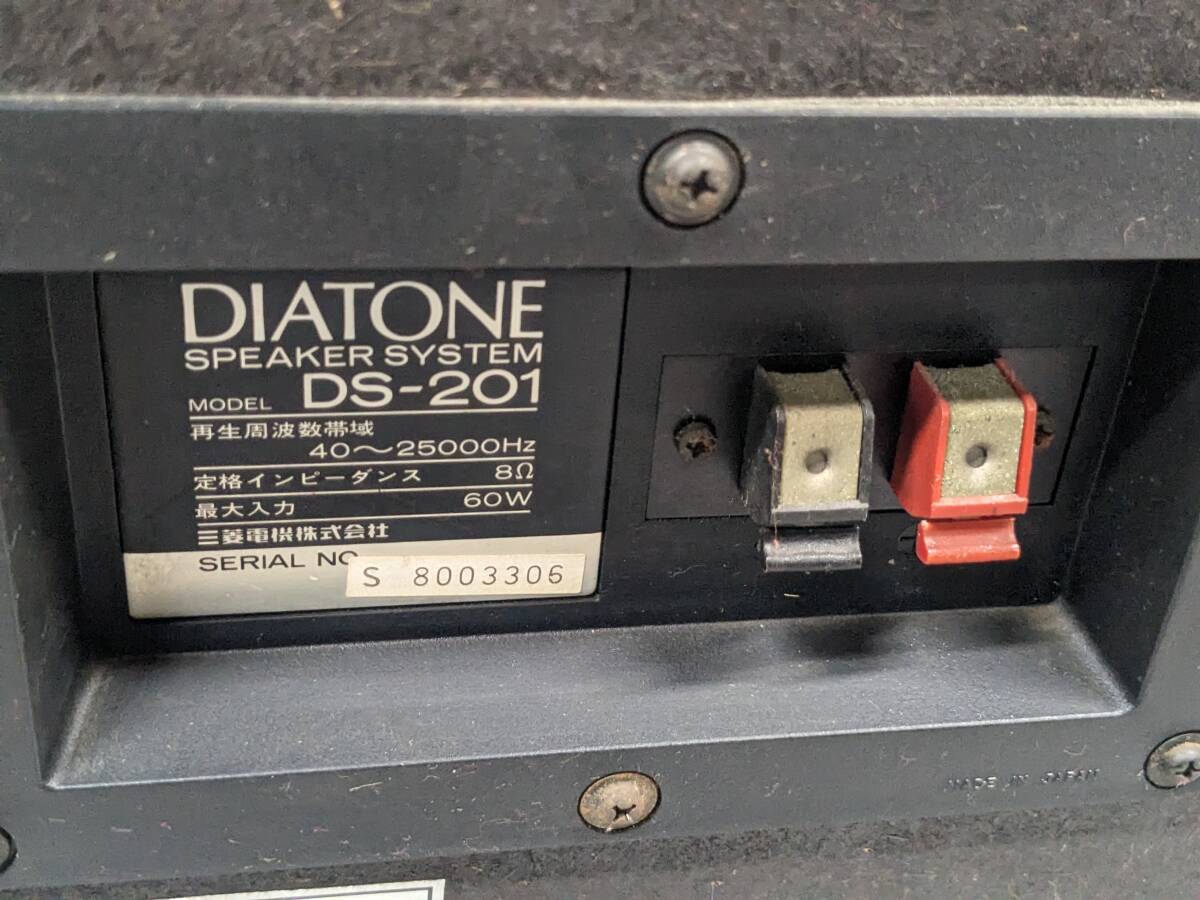 DIATONE
SPEAKER SYSTEM
MODEL DS-201
再生周波数帯域
40〜25000Hz
定格インピーダンス 8Ω
最大入力 60W
三菱電機株式会社
SERIAL NO
S 8003306
MADE IN JAPAN